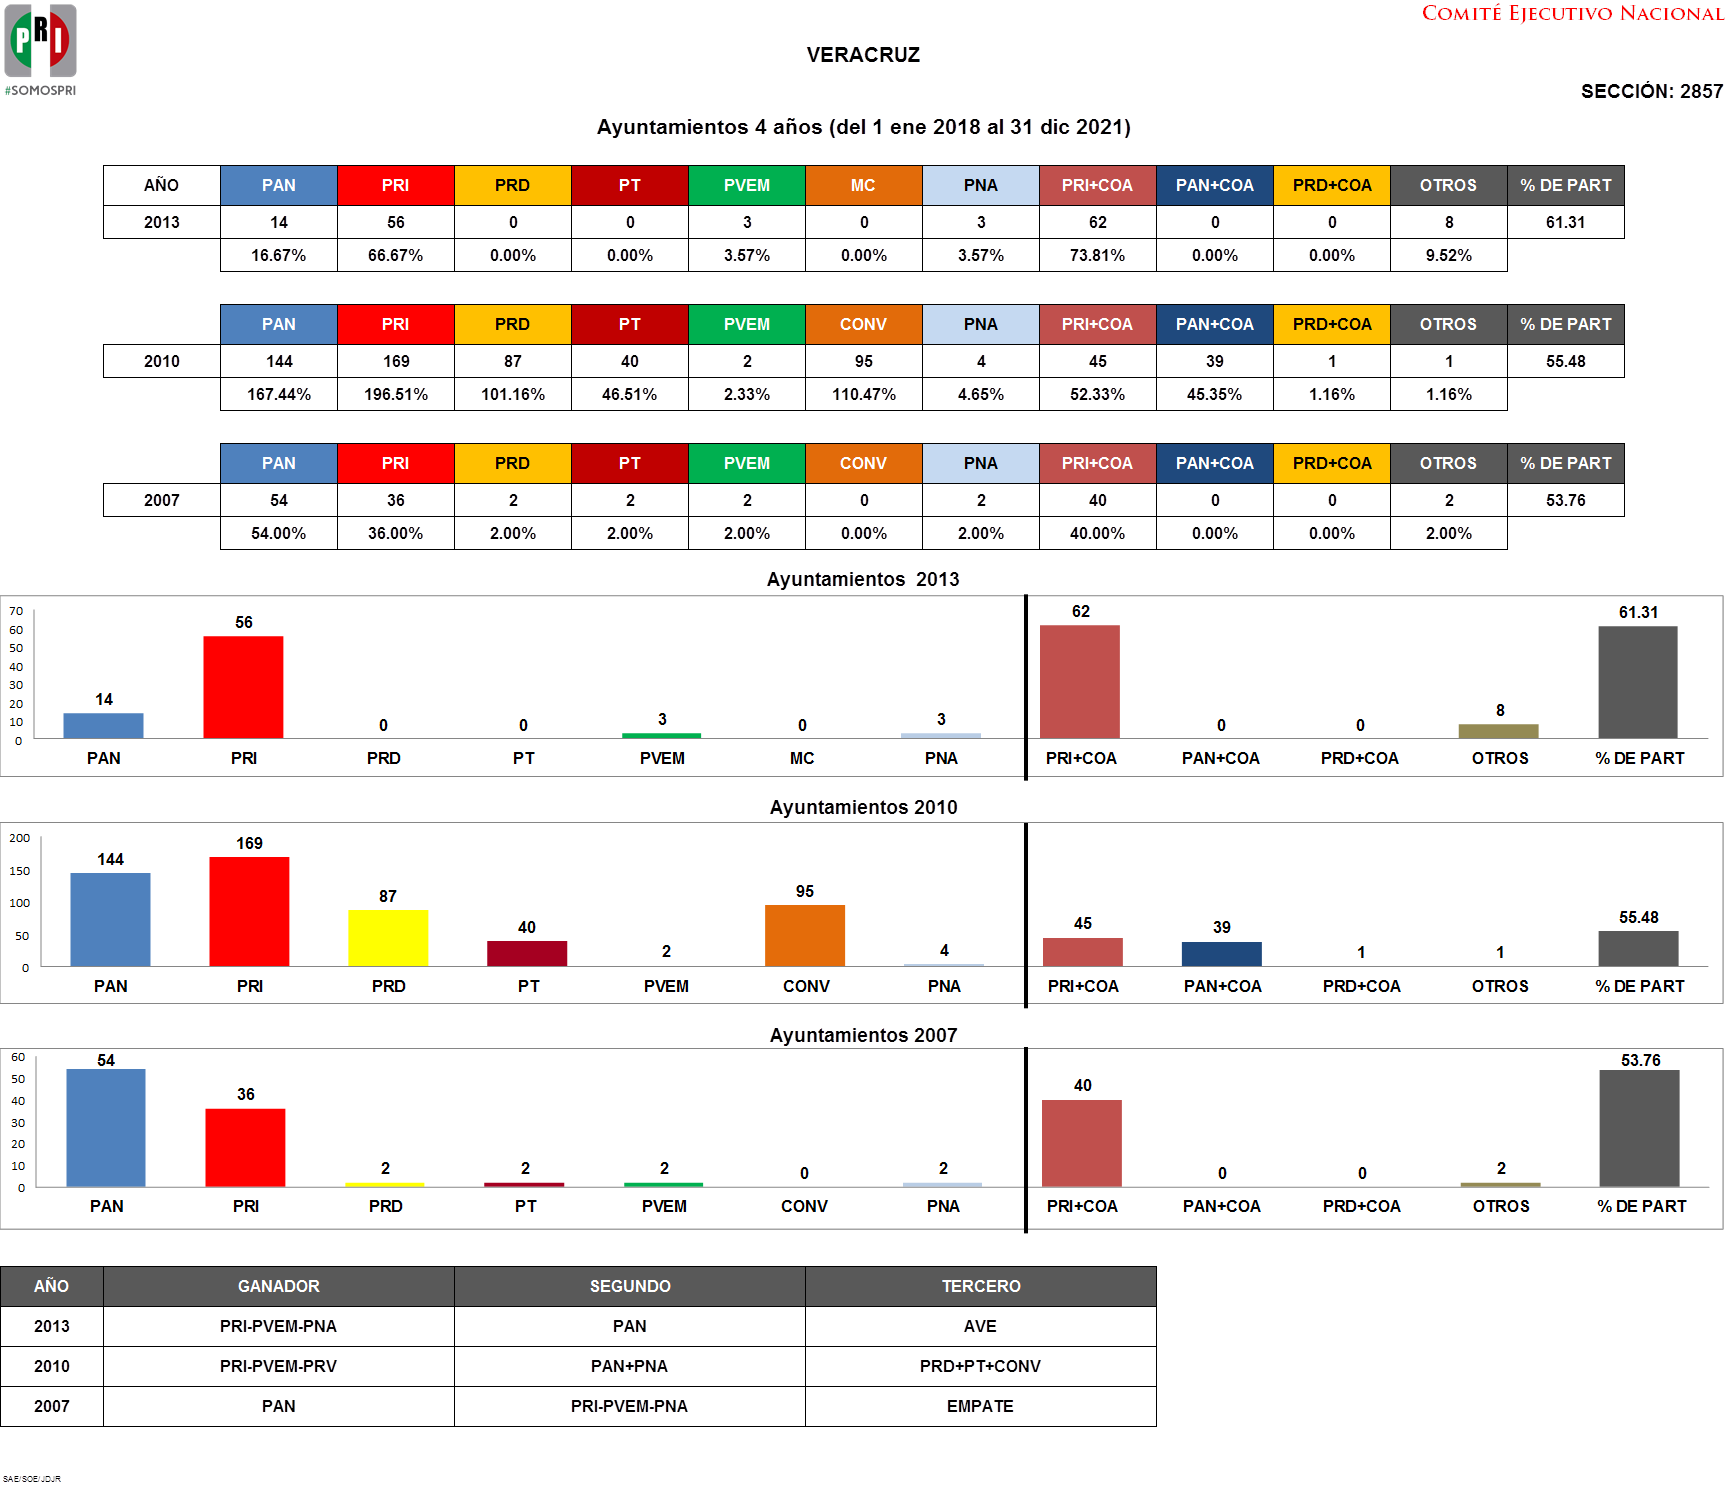 PRI
#SOMOSPRI
COMITÉ EJECUTIVO NACIONAL
VERACRUZ
SECCIÓN: 2857
Ayuntamientos 4 años (del 1 ene 2018 al 31 dic 2021)
AÑO PAN PRI PRD PT PVEM MC PNA PRI+COA PAN+COA PRD+COA OTROS % DE PART
2013 14 56 0 0 3 0 3 62 0 0 8 61.31
16.67% 66.67% 0.00% 0.00% 3.57% 0.00% 3.57% 73.81% 0.00% 0.00% 9.52%
PAN PRI PRD PT PVEM CONV PNA PRI+COA PAN+COA PRD+COA OTROS % DE PART
2010 144 169 87 40 2 95 4 45 39 1 1 55.48
167.44% 196.51% 101.16% 46.51% 2.33% 110.47% 4.65% 52.33% 45.35% 1.16% 1.16%
PAN PRI PRD PT PVEM CONV PNA PRI+COA PAN+COA PRD+COA OTROS % DE PART
2007 54 36 2 2 2 0 2 40 0 0 2 53.76
54.00% 36.00% 2.00% 2.00% 2.00% 0.00% 2.00% 40.00% 0.00% 0.00% 2.00%
Ayuntamientos 2013
70
60
50
40
30
20
10
0
14 56 0 0 3 0 3 62 0 0 8 61.31
PAN PRI PRD PT PVEM MC PNA PRI+COA PAN+COA PRD+COA OTROS % DE PART
Ayuntamientos 2010
200
150
100
50
0
144 169 87 40 2 95 4 45 39 1 1 55.48
PAN PRI PRD PT PVEM CONV PNA PRI+COA PAN+COA PRD+COA OTROS % DE PART
Ayuntamientos 2007
60
50
40
30
20
10
0
54 36 2 2 2 0 2 40 0 0 2 53.76
PAN PRI PRD PT PVEM CONV PNA PRI+COA PAN+COA PRD+COA OTROS % DE PART
AÑO GANADOR SEGUNDO TERCERO
2013 PRI-PVEM-PNA PAN AVE
2010 PRI-PVEM-PRV PAN+PNA PRD+PT+CONV
2007 PAN PRI-PVEM-PNA EMPATE
SAE/SOE/JDJR